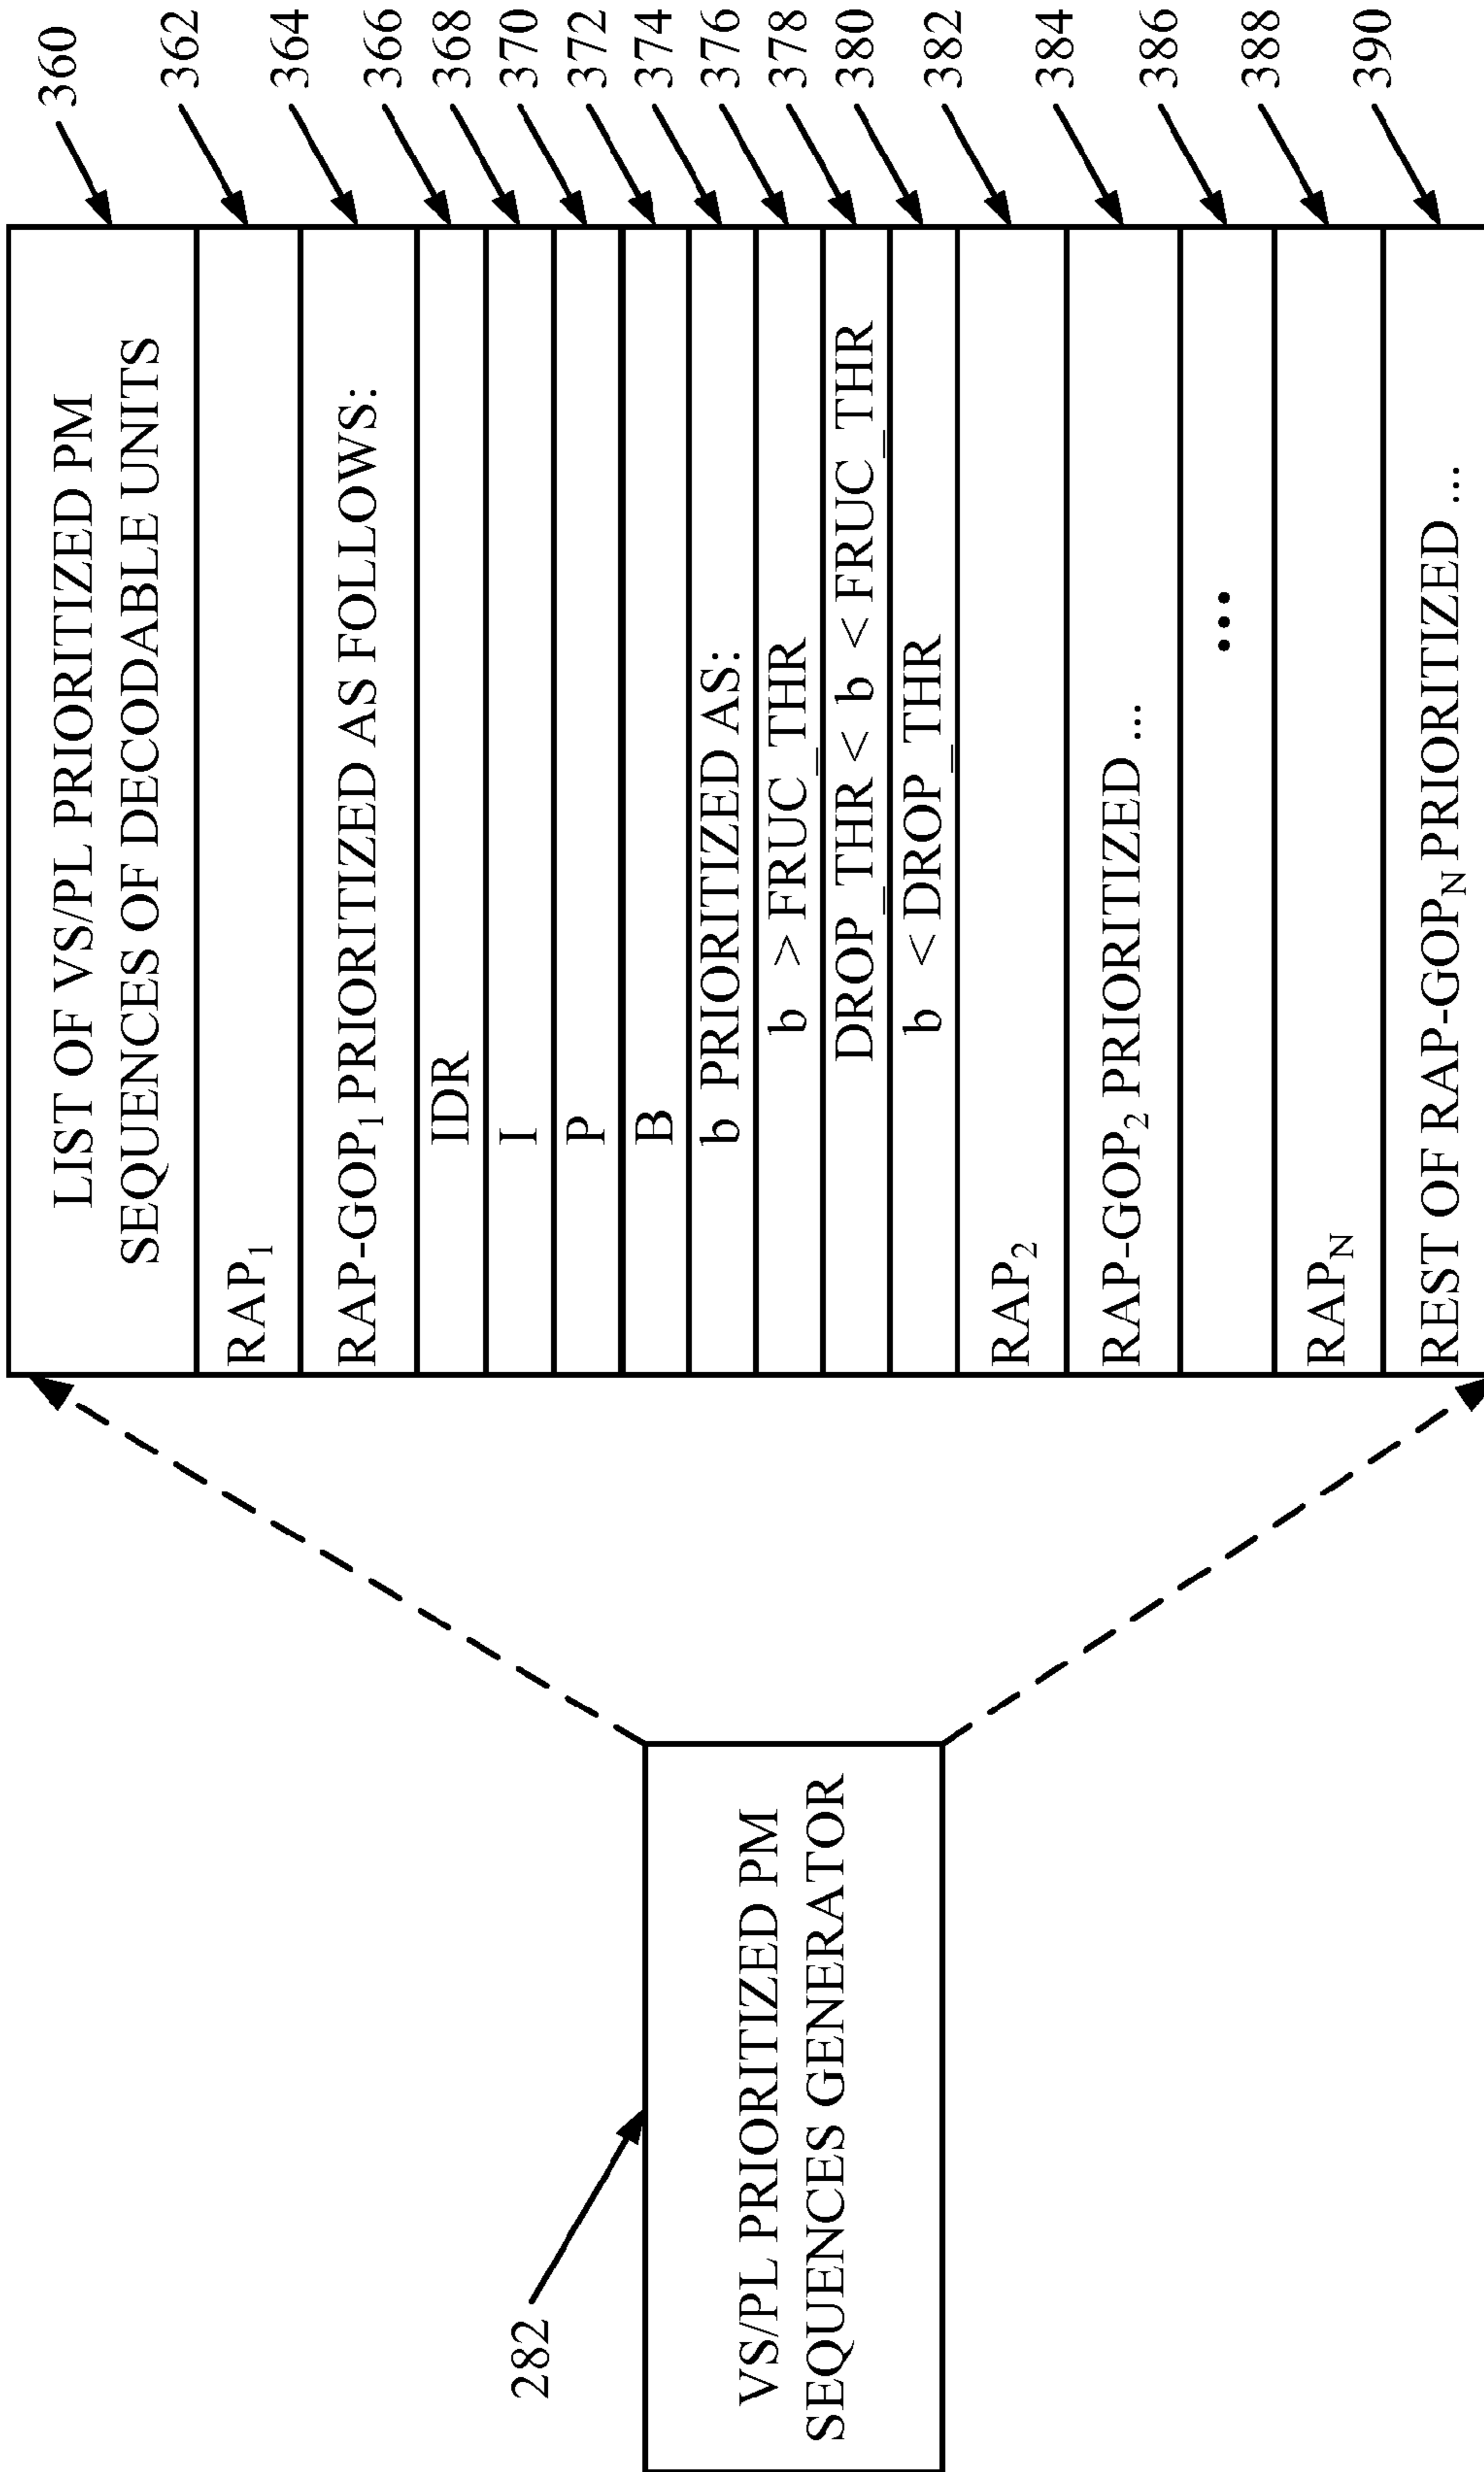 282
VS/PL PRIORITIZED PM
SEQUENCES GENERATOR
LIST OF VS/PL PRIORITIZED PM
SEQUENCES OF DECODABLE UNITS
360
RAP₁
362
RAP-GOP₁ PRIORITIZED AS FOLLOWS:
364
IDR
366
I
368
P
370
B
372
b PRIORITIZED AS:
374
b >FRUC_THR
376
DROP_THR < b < FRUC_THR
378
b <DROP_THR
380
RAP₂
382
RAP-GOP₂ PRIORITIZED ...
384
...
386
RAP_N
388
REST OF RAP-GOP_N PRIORITIZED ...
390